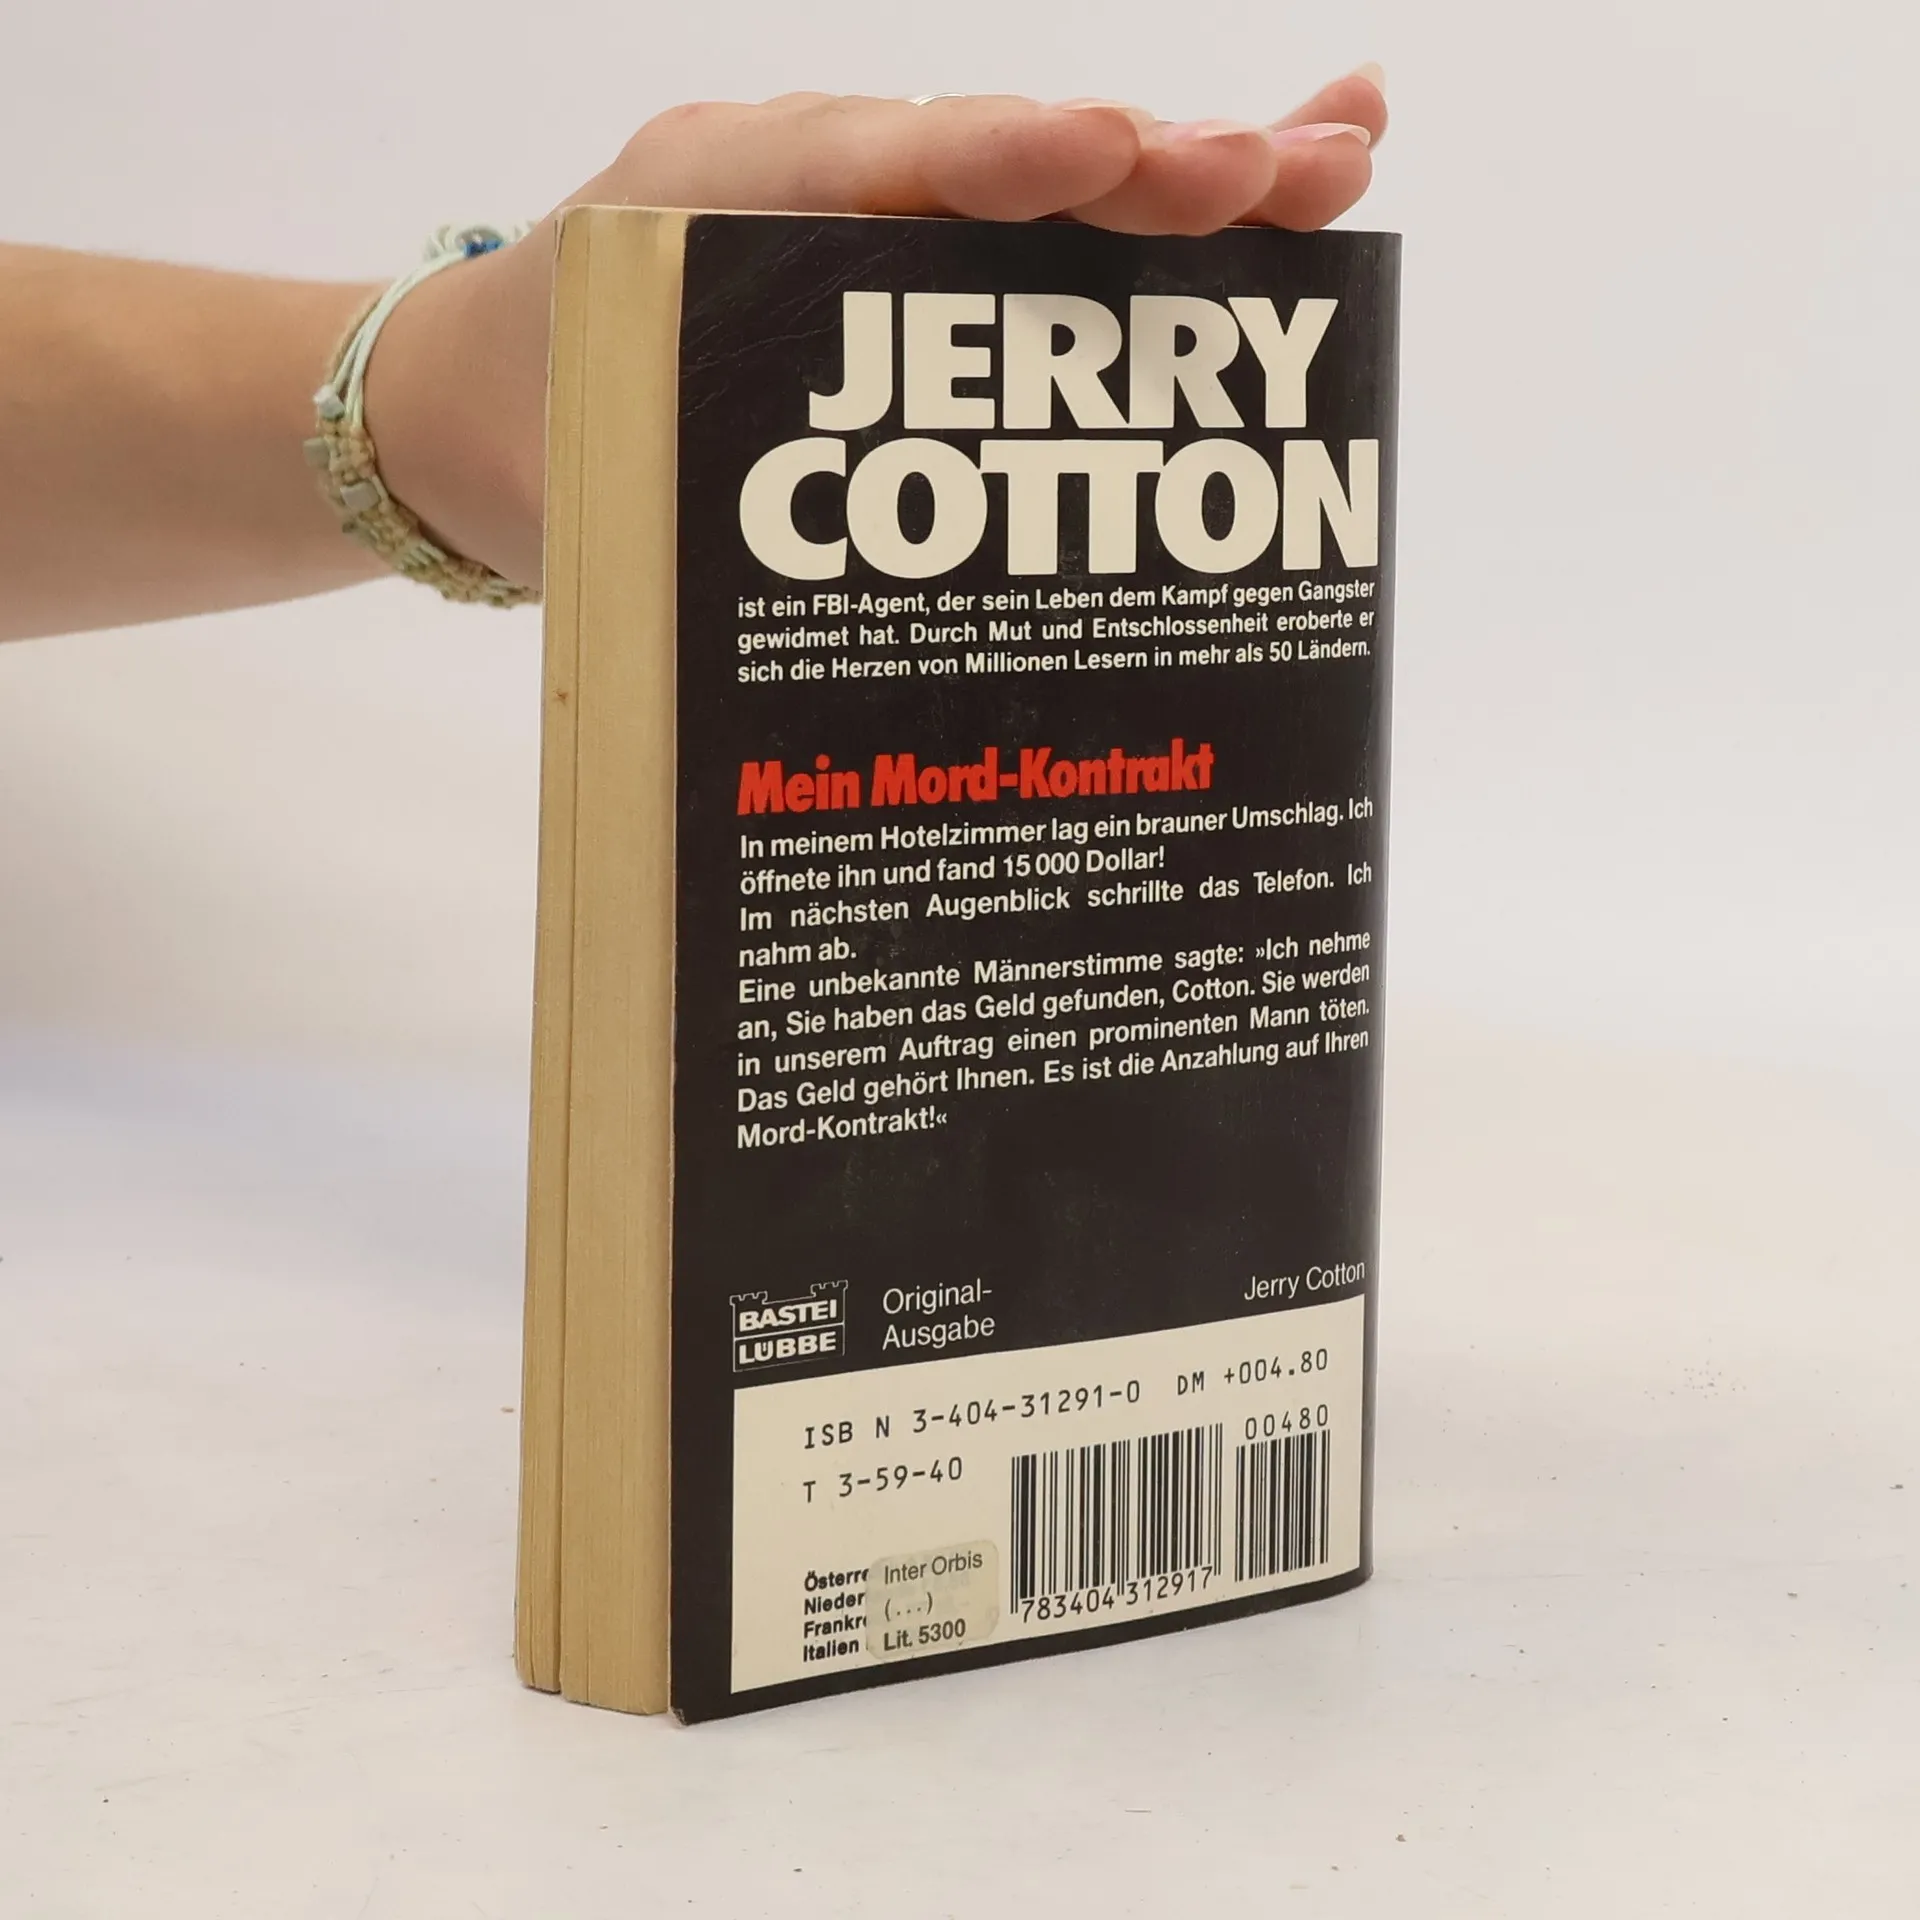 JERRY
COTTON
ist ein FBI-Agent, der sein Leben dem Kampf gegen Gangster
gewidmet hat. Durch Mut und Entschlossenheit eroberte er
sich die Herzen von Millionen Lesern in mehr als 50 Ländern.
Mein Mord-Kontrakt
In meinem Hotelzimmer lag ein brauner Umschlag. Ich
öffnete ihn und fand 15 000 Dollar!
Im nächsten Augenblick schrillte das Telefon. Ich
nahm ab.
Eine unbekannte Männerstimme sagte: »Ich nehme
an, Sie haben das Geld gefunden, Cotton. Sie werden
in unserem Auftrag einen prominenten Mann töten.
Das Geld gehört Ihnen. Es ist die Anzahlung auf Ihren
Mord-Kontrakt!«
BASTEI
LÜBBE
Original-
Ausgabe
Jerry Cotton
ISB N 3-404-31291-0 DM +004.80
T 3-59-40
00480
783404 312917
Österre
Nieder
Frankr
Italien
Inter Orbis
(...)
Lit. 5300